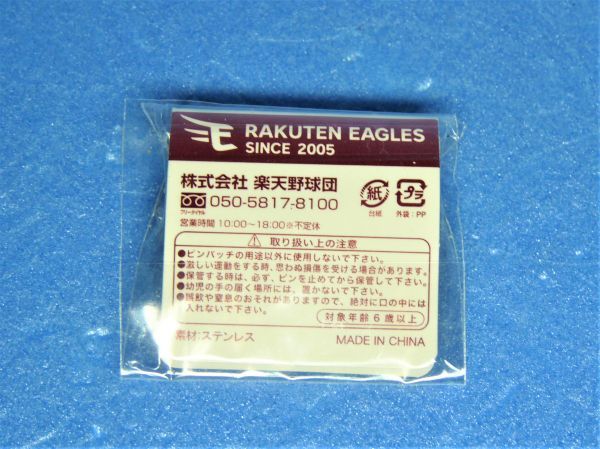 RAKUTEN EAGLES
SINCE 2005
株式会社 楽天野球団
フリーダイヤル 050-5817-8100
営業時間 10:00～18:00※不定休
紙 台紙
プラ 外袋:PP
⚠ 取り扱い上の注意
●ピンバッチの用途以外に使用しないで下さい。
●激しい運動をする時、思わぬ損傷を受ける場合があります。
●保管する時は、必ず、ピンを止めてから保管して下さい。
●幼児の手の届く場所には、置かないで下さい。
●誤飲や窒息のおそれがありますので、絶対に口の中には
入れないで下さい。
対象年齢6歳以上
素材:ステンレス
MADE IN CHINA